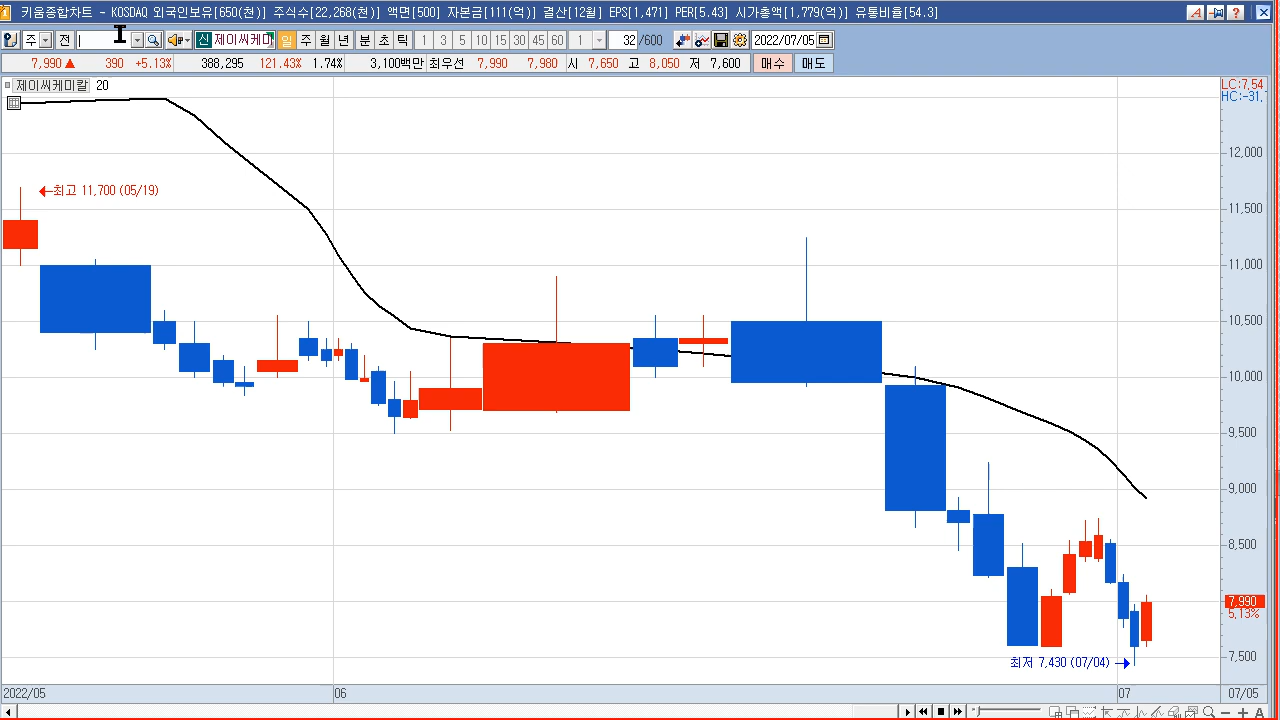 키움종합차트 - KOSDAQ 외국인보유[650(천)] 주식수[22,268(천)] 액면[500] 자본금[111(억)] 결산[12월] EPS[1,471] PER[5.43] 시가총액[1,779(억)] 유통비율[54.3]
주 전 신 제이씨케미 일 주 월 년 분 초 틱 1 3 5 10 15 30 45 60 1 32 /600 2022/07/05
7,990 ▲ 390 +5.13% 388,295 121.43% 1.74% 3,100백만 최우선 7,990 7,980 시 7,650 고 8,050 저 7,600 매수 매도
제이씨케미칼 20
LC:7,54
HC:-31,
12,000
최고 11,700 (05/19)
11,500
11,000
10,500
10,000
9,500
9,000
8,500
7,990
5,13%
최저 7,430 (07/04)
7,500
2022/05 06 07 07/05
A